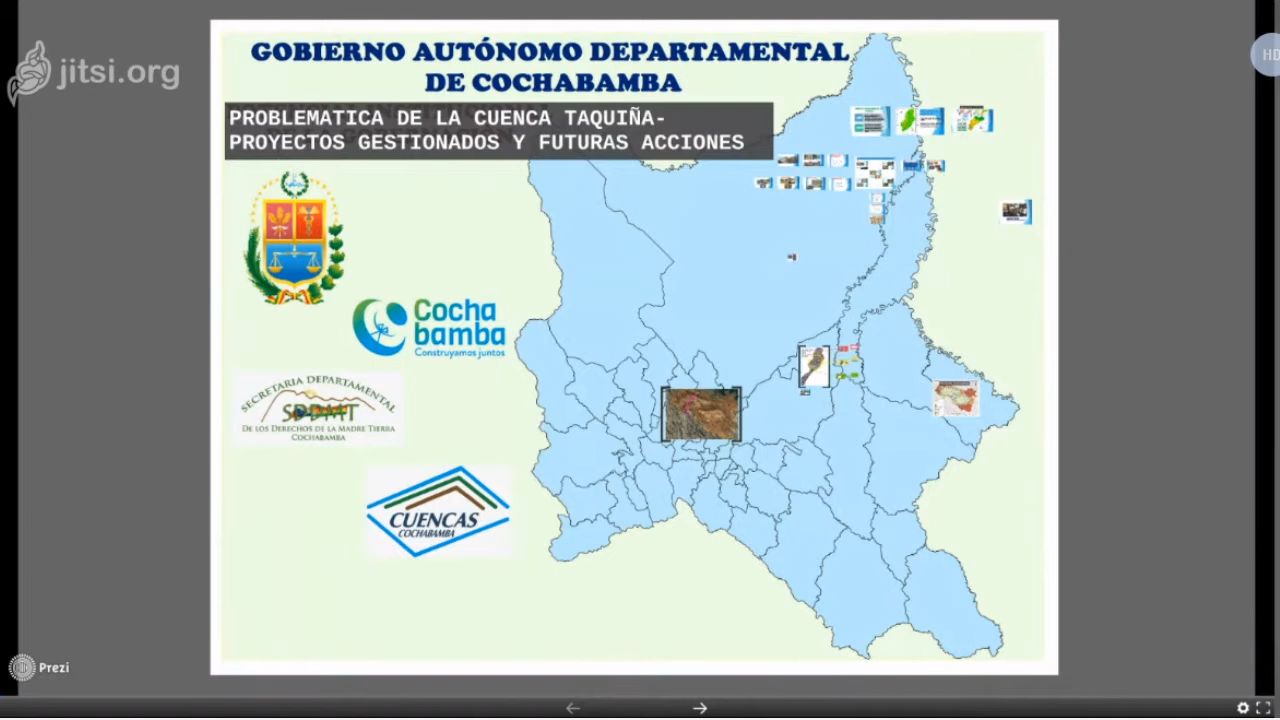 jitsi.org
HD
GOBIERNO AUTÓNOMO DEPARTAMENTAL
DE COCHABAMBA
PROBLEMATICA DE LA CUENCA TAQUIÑA-
PROYECTOS GESTIONADOS Y FUTURAS ACCIONES
Cocha
bamba
Construyamos juntos
SECRETARIA DEPARTAMENTAL
SDDMT
DE LOS DERECHOS DE LA MADRE TIERRA
COCHABAMBA
CUENCAS
COCHABAMBA
Prezi